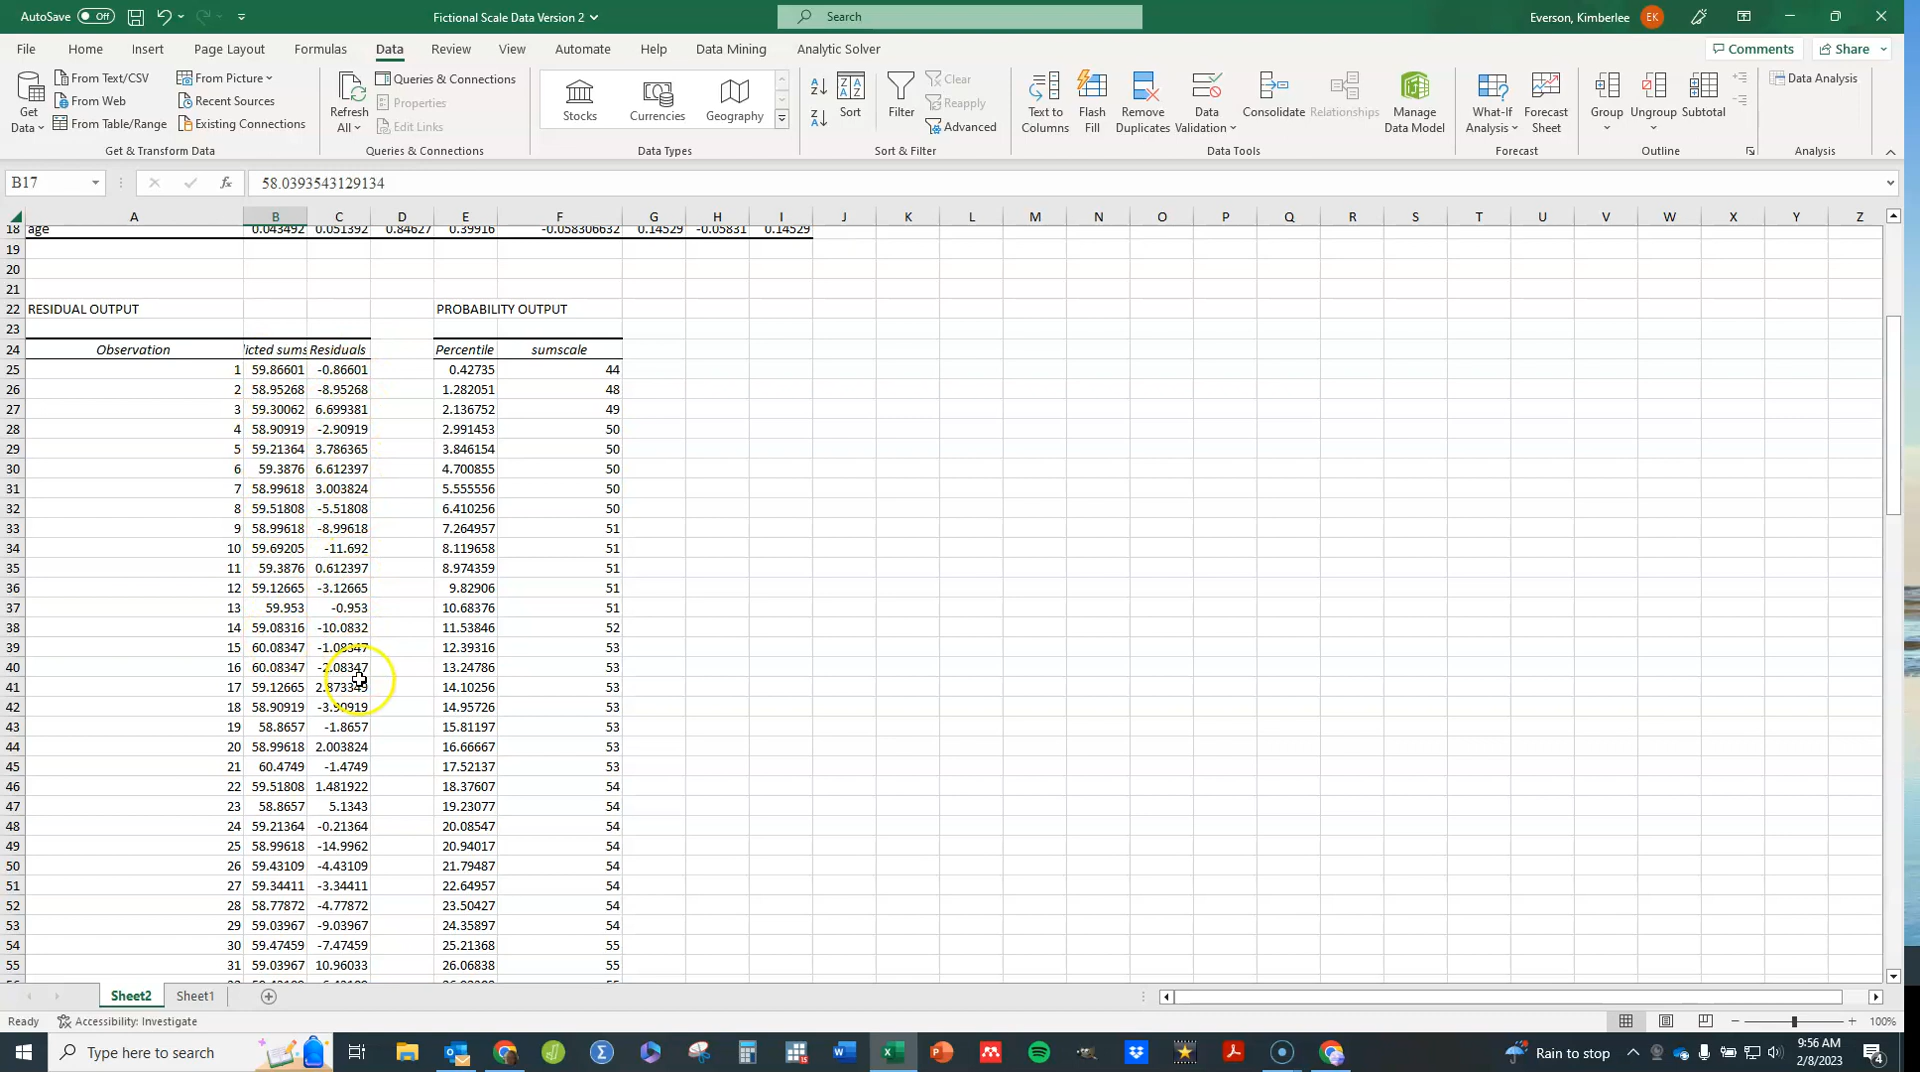 AutoSave Off Fictional Scale Data Version 2 Search Everson, Kimberlee EK
File Home Insert Page Layout Formulas Data Review View Automate Help Data Mining Analytic Solver Comments Share
Get Data From Text/CSV From Web From Table/Range From Picture Recent Sources Existing Connections
Refresh All Queries & Connections Properties Edit Links
Stocks Currencies Geography
Sort Filter Clear Reapply Advanced
Text to Columns Flash Fill Remove Duplicates Data Validation Consolidate Relationships Manage Data Model
What-If Analysis Forecast Sheet Group Ungroup Subtotal Data Analysis
Get & Transform Data Queries & Connections Data Types Sort & Filter Data Tools Forecast Outline Analysis
B17 fx 58.0393543129134
A B C D E F G H I J K L M N O P Q R S T U V W X Y Z
18 age 0.043492 0.051392 0.84627 0.39916 -0.058306632 0.14529 -0.05831 0.14529
19
20
21
22 RESIDUAL OUTPUT PROBABILITY OUTPUT
23
24 Observation licted sums Residuals Percentile sumscale
25 1 59.86601 -0.86601 0.42735 44
26 2 58.95268 -8.95268 1.282051 48
27 3 59.30062 6.699381 2.136752 49
28 4 58.90919 -2.90919 2.991453 50
29 5 59.21364 3.786365 3.846154 50
30 6 59.3876 6.612397 4.700855 50
31 7 58.99618 3.003824 5.555556 50
32 8 59.51808 -5.51808 6.410256 50
33 9 58.99618 -8.99618 7.264957 51
34 10 59.69205 -11.692 8.119658 51
35 11 59.3876 0.612397 8.974359 51
36 12 59.12665 -3.12665 9.82906 51
37 13 59.953 -0.953 10.68376 51
38 14 59.08316 -10.0832 11.53846 52
39 15 60.08347 -1.08347 12.39316 53
40 16 60.08347 -2.08347 13.24786 53
41 17 59.12665 2.873349 14.10256 53
42 18 58.90919 -3.90919 14.95726 53
43 19 58.8657 -1.8657 15.81197 53
44 20 58.99618 2.003824 16.66667 53
45 21 60.4749 -1.4749 17.52137 53
46 22 59.51808 1.481922 18.37607 54
47 23 58.8657 5.1343 19.23077 54
48 24 59.21364 -0.21364 20.08547 54
49 25 58.99618 -14.9962 20.94017 54
50 26 59.43109 -4.43109 21.79487 54
51 27 59.34411 -3.34411 22.64957 54
52 28 58.77872 -4.77872 23.50427 54
53 29 59.03967 -9.03967 24.35897 54
54 30 59.47459 -7.47459 25.21368 55
55 31 59.03967 10.96033 26.06838 55
Sheet2 Sheet1
Ready Accessibility: Investigate 100%
Type here to search Rain to stop 9:56 AM
2/8/2023 4